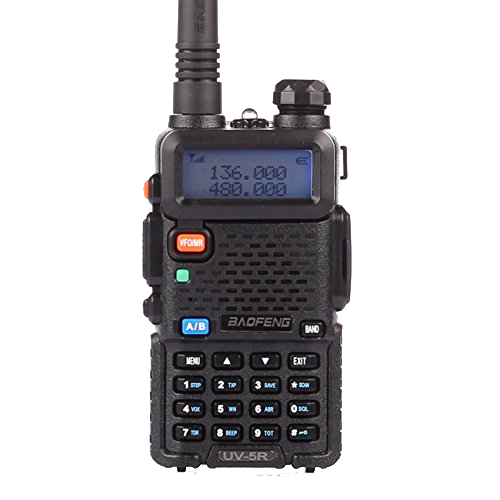 136.000
480.000
VFO/MR
A/B
BAOFENG
BAND
MENU ▲ ▼ EXIT
1 STEP 2 TXP 3 SAVE * SCAN
4 VOX 5 WN 6 ABR 0 SQL
7 TDR 8 BEEP 9 TOT #
UV-5R